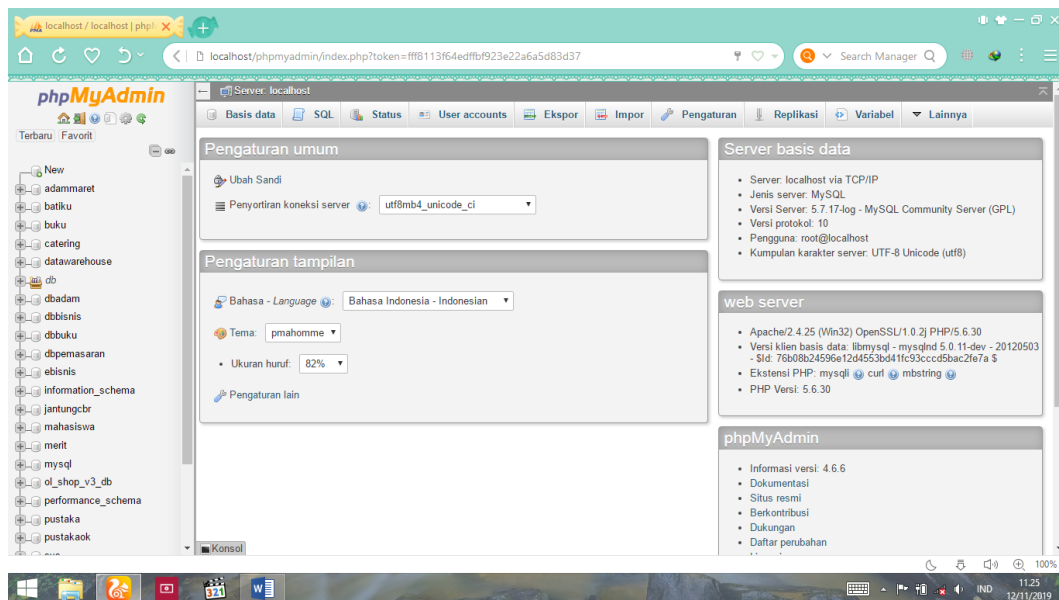 localhost / localhost | phpl
localhost/phpmyadmin/index.php?token=fff8113f64edffbf923e22a6a5d83d37
Search Manager
phpMyAdmin
Terbaru Favorit
New
adammaret
batiku
buku
catering
datawarehouse
db
dbadam
dbbisnis
dbbuku
dbpemasaran
ebisnis
information_schema
jantungcbr
mahasiswa
merit
mysql
ol_shop_v3_db
performance_schema
pustaka
pustakaok
Server: localhost
Basis data SQL Status User accounts Ekspor Impor Pengaturan Replikasi Variabel Lainnya
Pengaturan umum
Ubah Sandi
Penyortiran koneksi server : utf8mb4_unicode_ci
Pengaturan tampilan
Bahasa - Language : Bahasa Indonesia - Indonesian
Tema: pmahomme
Ukuran huruf: 82%
Pengaturan lain
Konsol
Server basis data
Server: localhost via TCP/IP
Jenis server: MySQL
Versi Server: 5.7.17-log - MySQL Community Server (GPL)
Versi protokol: 10
Pengguna: root@localhost
Kumpulan karakter server: UTF-8 Unicode (utf8)
web server
Apache/2.4.25 (Win32) OpenSSL/1.0.2j PHP/5.6.30
Versi klien basis data: libmysql - mysqlnd 5.0.11-dev - 20120503
- $Id: 76b08b24596e12d4553bd41fc93cccd5bac2fe7a $
Ekstensi PHP: mysqli curl mbstring
PHP Versi: 5.6.30
phpMyAdmin
Informasi versi: 4.6.6
Dokumentasi
Situs resmi
Berkontribusi
Dukungan
Daftar perubahan
100%
321
IND
11.25
12/11/2019